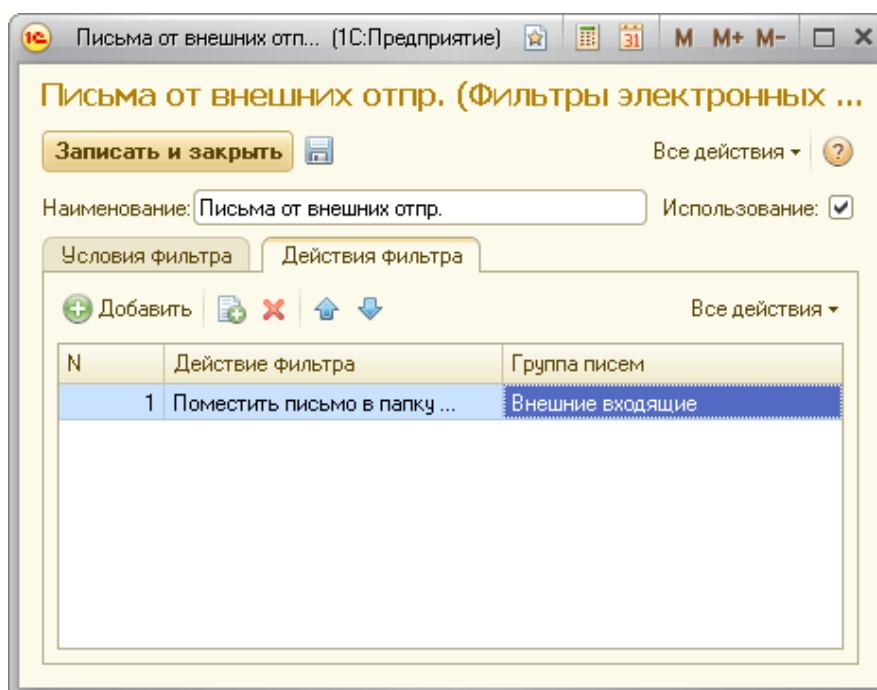 1С Письма от внешних отп... (1С:Предприятие) 31 M M+ M-
Письма от внешних отпр. (Фильтры электронных ...
Записать и закрыть Все действия ?
Наименование: Письма от внешних отпр. Использование:
Условия фильтра Действия фильтра
Добавить Все действия
N Действие фильтра Группа писем
1 Поместить письмо в папку ... Внешние входящие